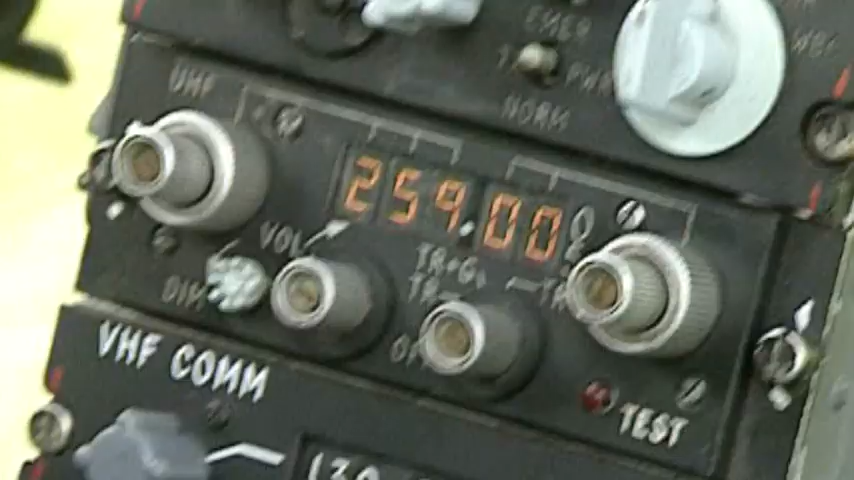 EMER
PWR
NORM
UHF
259.00
VOL
TR+G
TR
DIM
TEST
VHF COMM